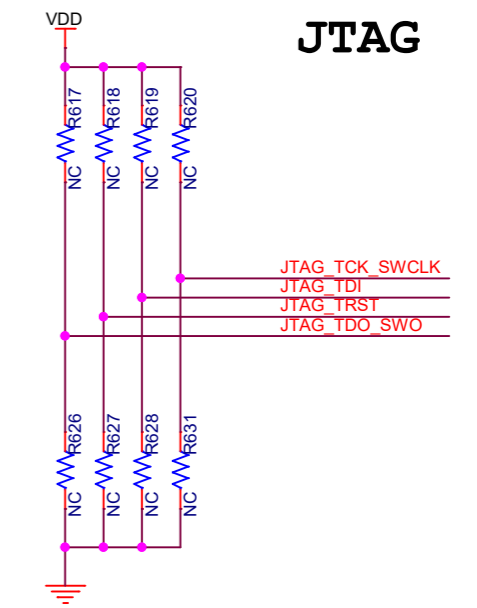 VDD
JTAG
R617
R618
R619
R620
NC
NC
NC
NC
JTAG_TCK_SWCLK
JTAG_TDI
JTAG_TRST
JTAG_TDO_SWO
R626
R627
R628
R631
NC
NC
NC
NC